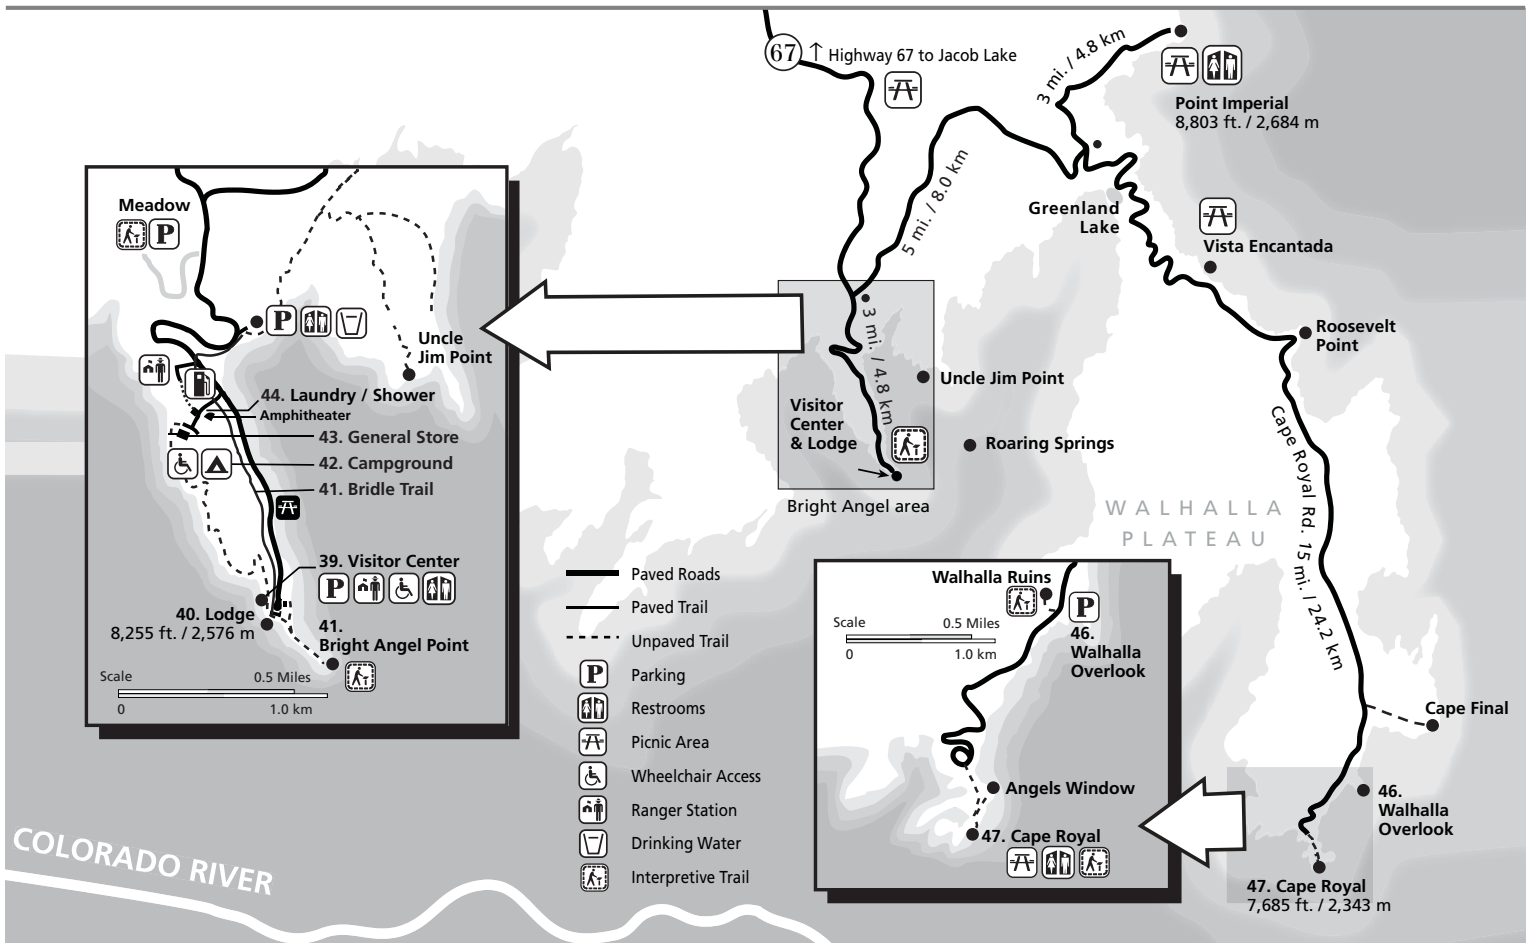 67
↑ Highway 67 to Jacob Lake
3 mi. / 4.8 km
Point Imperial
8,803 ft. / 2,684 m
5 mi. / 8.0 km
Greenland
Lake
Vista Encantada
Roosevelt
Point
3 mi. / 4.8 km
Uncle Jim Point
Visitor
Center
& Lodge
Roaring Springs
Bright Angel area
Cape Royal Rd. 15 mi. / 24.2 km
WALHALLA
PLATEAU
Cape Final
46.
Walhalla
Overlook
47. Cape Royal
7,685 ft. / 2,343 m
Meadow
P
P
Uncle
Jim Point
44. Laundry / Shower
Amphitheater
43. General Store
42. Campground
41. Bridle Trail
39. Visitor Center
P
40. Lodge
8,255 ft. / 2,576 m
41.
Bright Angel Point
Scale
0.5 Miles
0
1.0 km
Paved Roads
Paved Trail
Unpaved Trail
P Parking
Restrooms
Picnic Area
Wheelchair Access
Ranger Station
Drinking Water
Interpretive Trail
Walhalla Ruins
P
Scale
0.5 Miles
0
1.0 km
46.
Walhalla
Overlook
Angels Window
47. Cape Royal
COLORADO RIVER